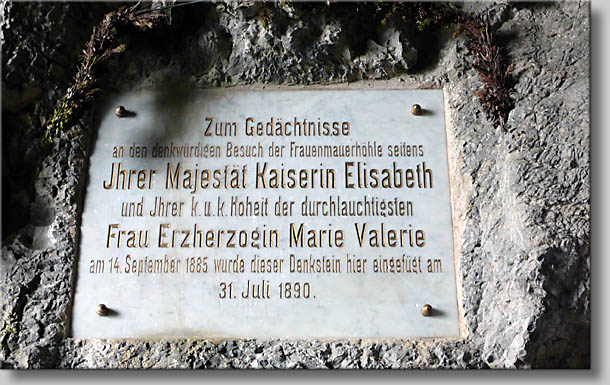 Zum Gedächtnisse
an den denkwürdigen Besuch der Frauenmauerhöhle seitens
Jhrer Majestät Kaiserin Elisabeth
und Jhrer k. u. k. Hoheit der durchlauchtigsten
Frau Erzherzogin Marie Valerie
am 14. September 1885 wurde dieser Denkstein hier eingefügt am
31. Juli 1890.